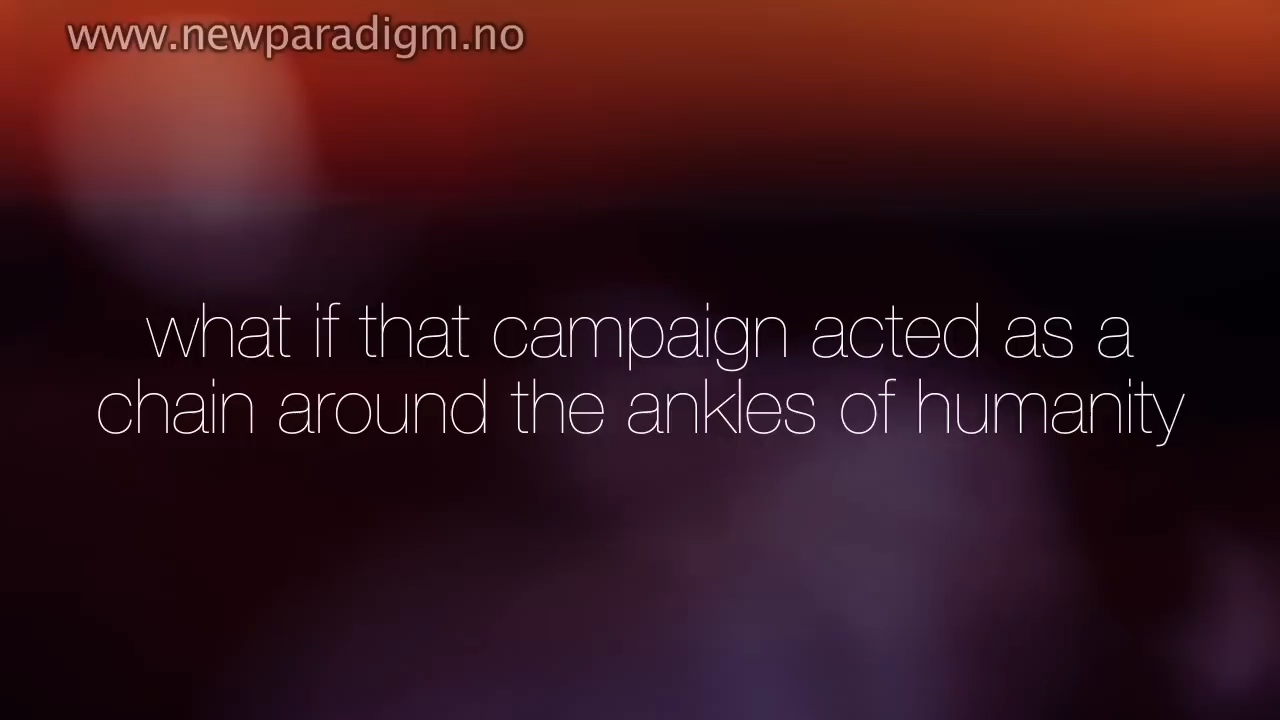 www.newparadigm.no
what if that campaign acted as a
chain around the ankles of humanity